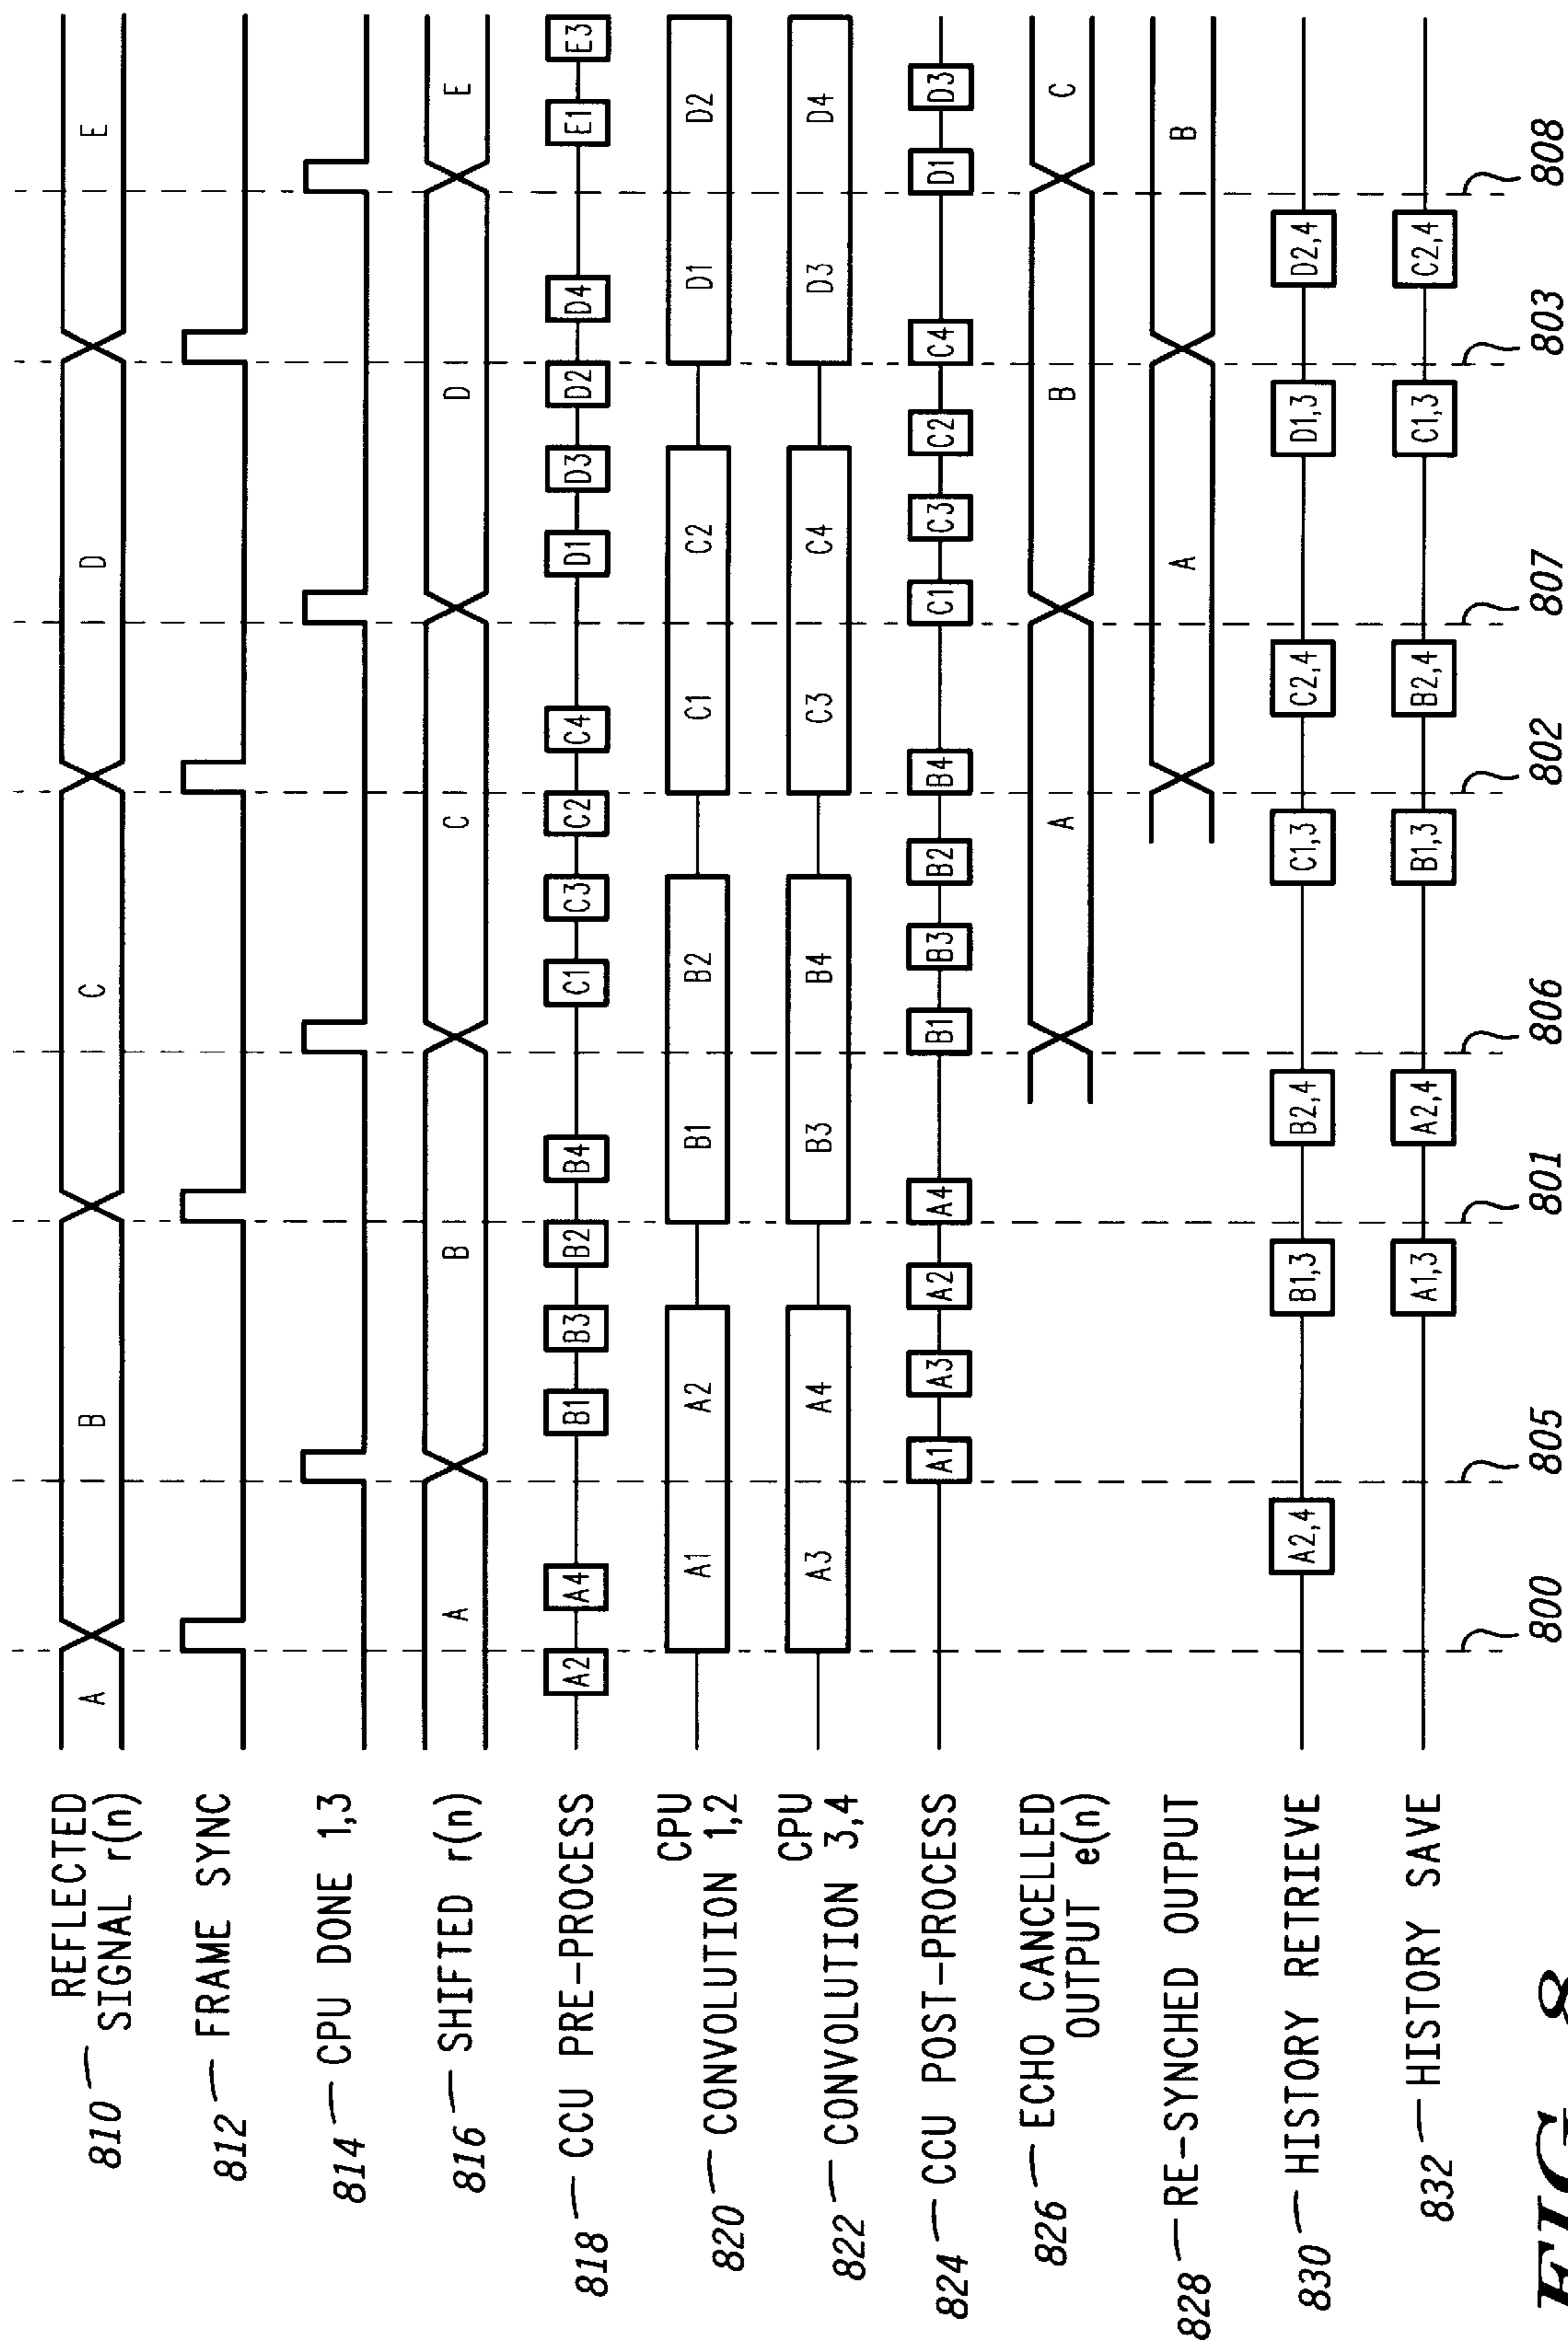 810 REFLECTED SIGNAL r(n) A B C D E
812 FRAME SYNC
814 CPU DONE 1,3
816 SHIFTED r(n) A B C D E
818 CCU PRE-PROCESS A2 A4 B1 B3 B2 B4 C1 C3 C2 C4 D1 D3 D2 D4 E1 E3
820 CPU CONVOLUTION 1,2 A1 A2 B1 B2 C1 C2 D1 D2
822 CPU CONVOLUTION 3,4 A3 A4 B3 B4 C3 C4 D3 D4
824 CCU POST-PROCESS A1 A3 A2 A4 B1 B3 B2 B4 C1 C3 C2 C4 D1 D3
826 ECHO CANCELLED OUTPUT e(n) A B C
828 RE-SYNCHED OUTPUT A B
830 HISTORY RETRIEVE A2,4 B1,3 B2,4 C1,3 C2,4 D1,3 D2,4
832 HISTORY SAVE A1,3 A2,4 B1,3 B2,4 C1,3 C2,4
800 805 801 806 802 807 803 808
FIG. 8